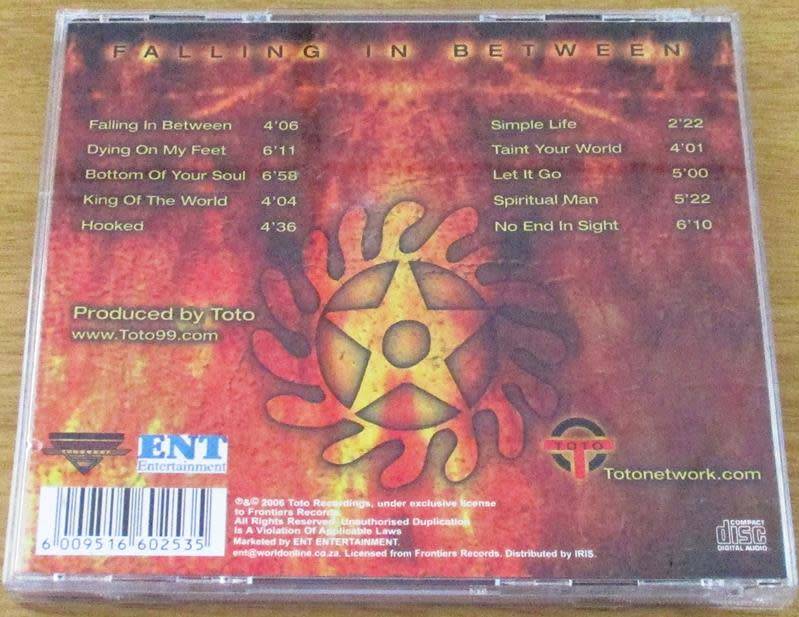 FALLING IN BETWEEN
Falling In Between 4'06
Dying On My Feet 6'11
Bottom Of Your Soul 6'58
King Of The World 4'04
Hooked 4'36
Simple Life 2'22
Taint Your World 4'01
Let It Go 5'00
Spiritual Man 5'22
No End In Sight 6'10
Produced by Toto
www.Toto99.com
ENT
Entertainment
TOTO
Totonetwork.com
℗&© 2006 Toto Recordings, under exclusive license
to Frontiers Records
All Rights Reserved. Unauthorised Duplication
is A Violation Of Applicable Laws
Marketed by ENT ENTERTAINMENT.
ent@worldonline.co.za. Licensed from Frontiers Records. Distributed by IRIS.
6 009516 602535
COMPACT
disc
DIGITAL AUDIO